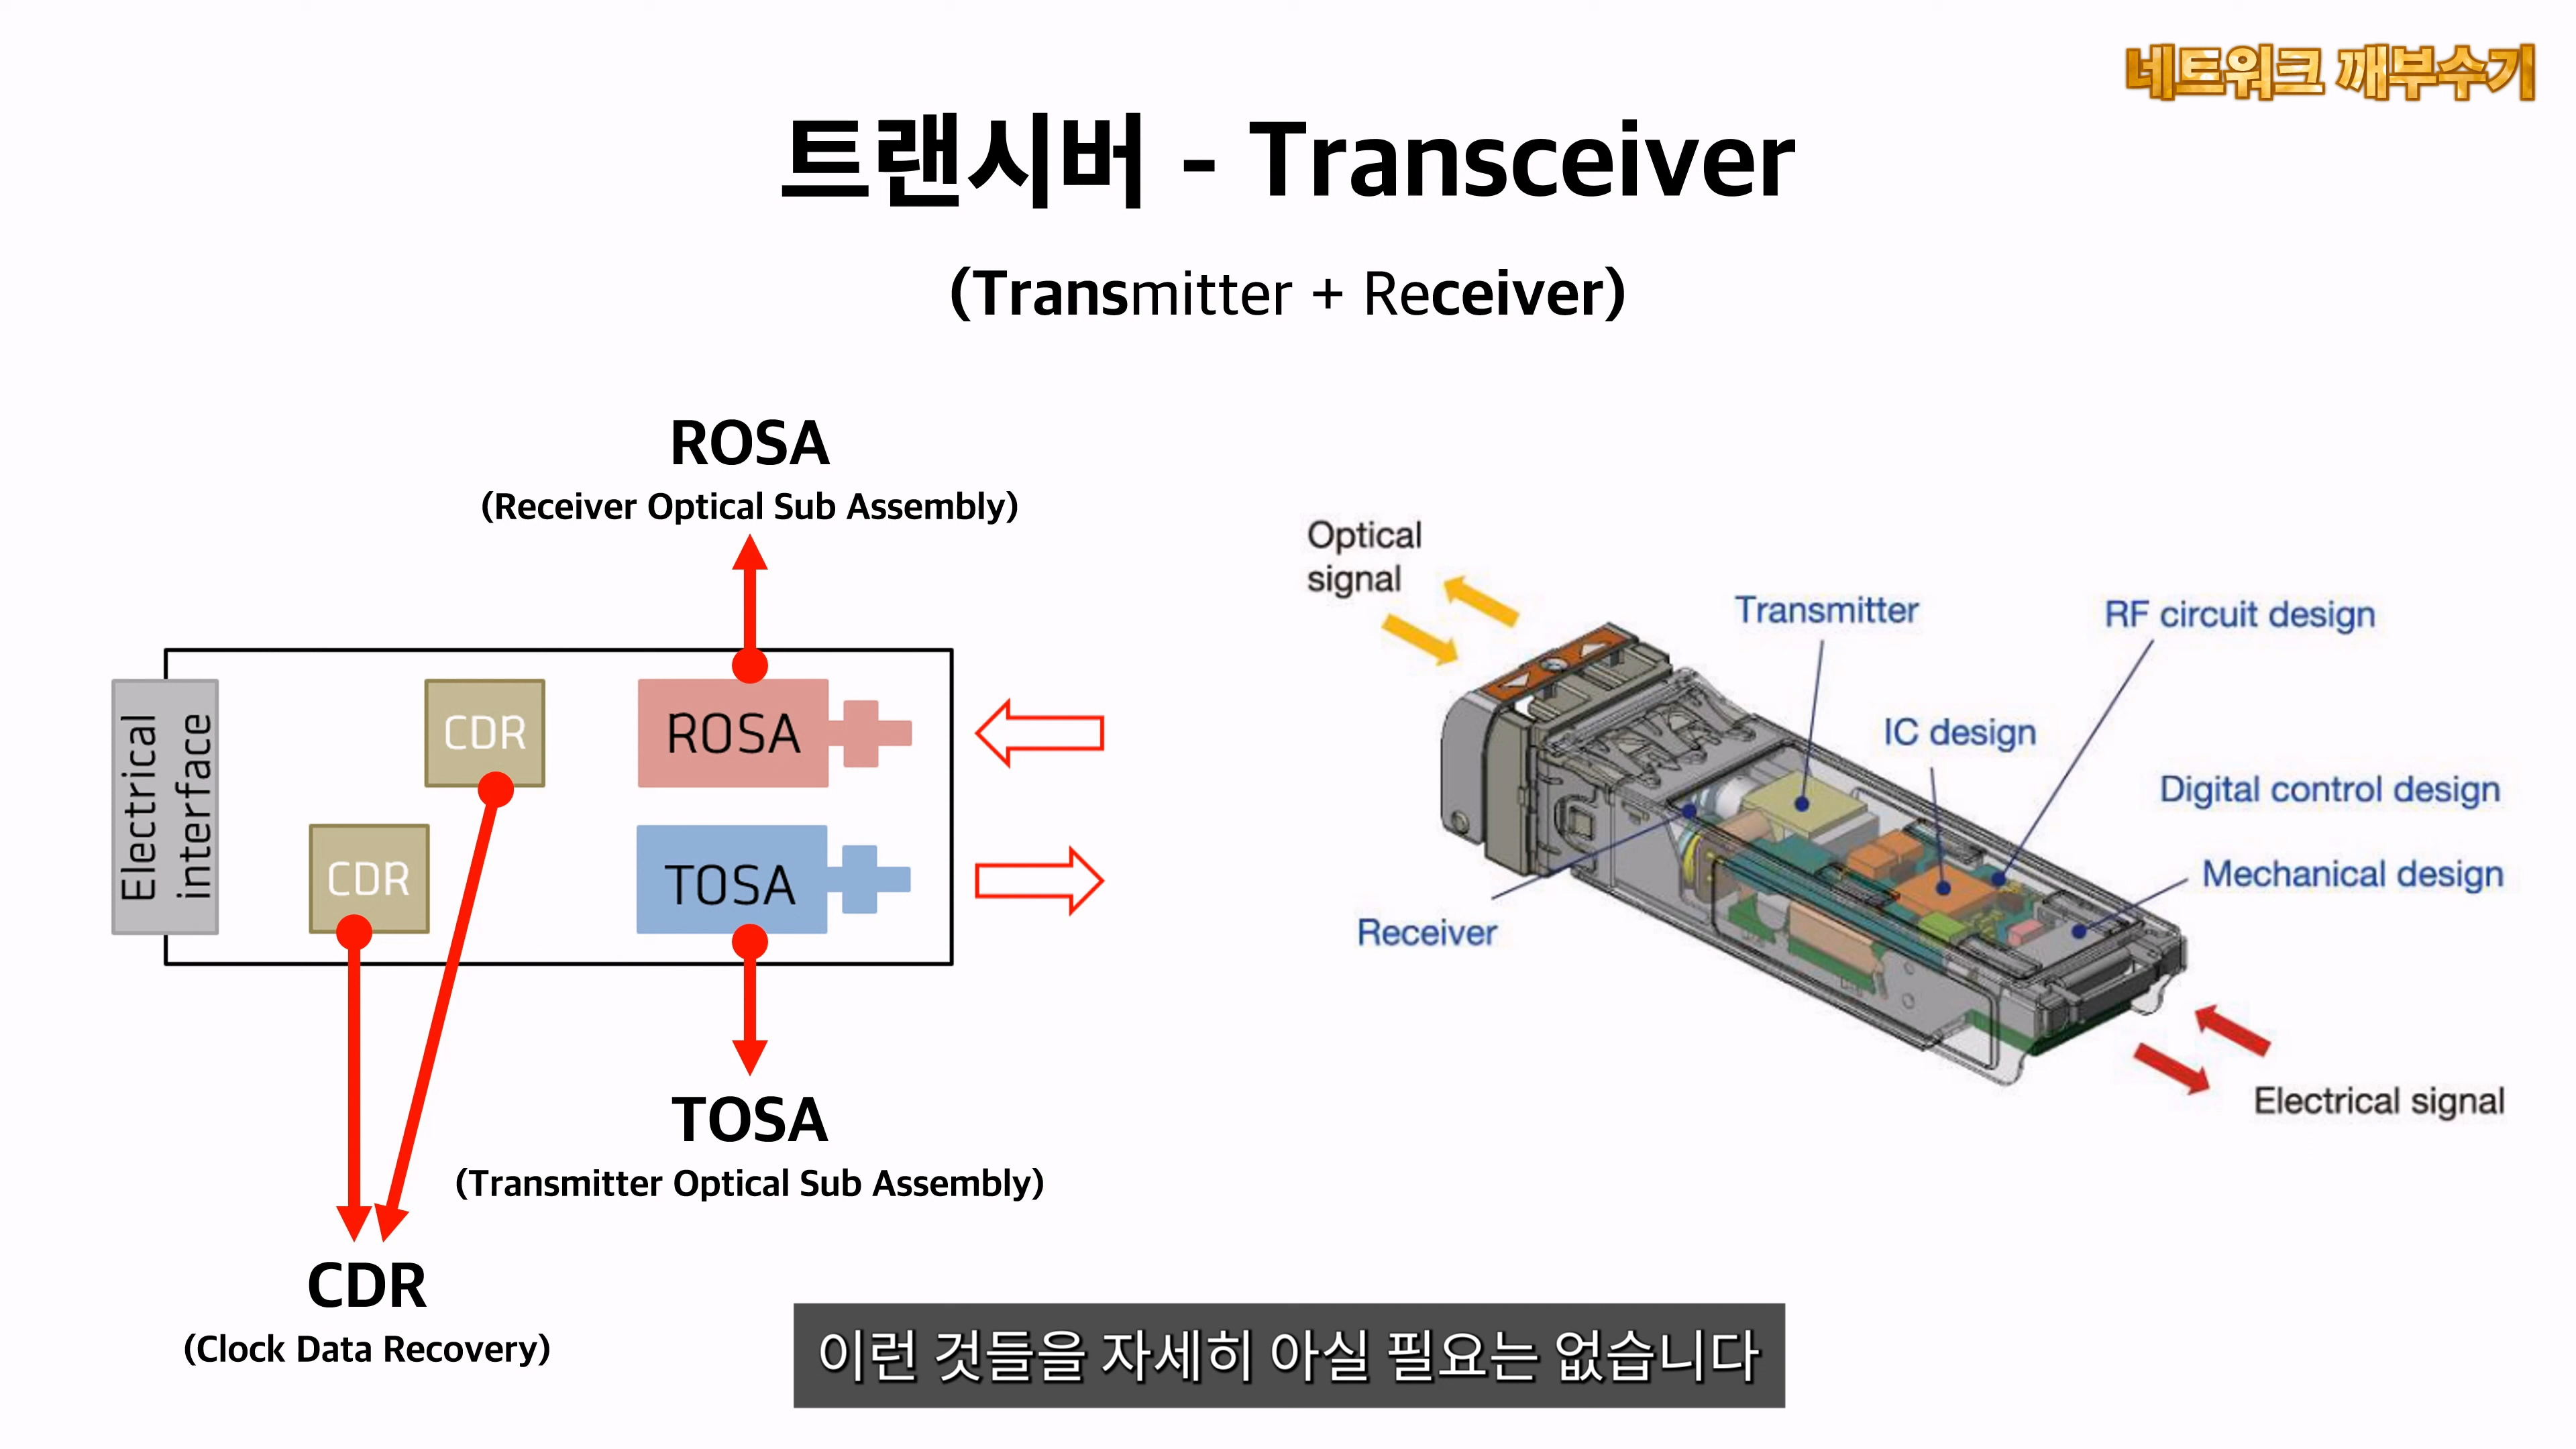 네트워크 깨부수기
트랜시버 - Transceiver
(Transmitter + Receiver)
ROSA
(Receiver Optical Sub Assembly)
Electrical
interface
CDR
ROSA
CDR
TOSA
TOSA
(Transmitter Optical Sub Assembly)
CDR
(Clock Data Recovery)
Optical
signal
Transmitter
RF circuit design
IC design
Digital control design
Mechanical design
Receiver
Electrical signal
이런 것들을 자세히 아실 필요는 없습니다